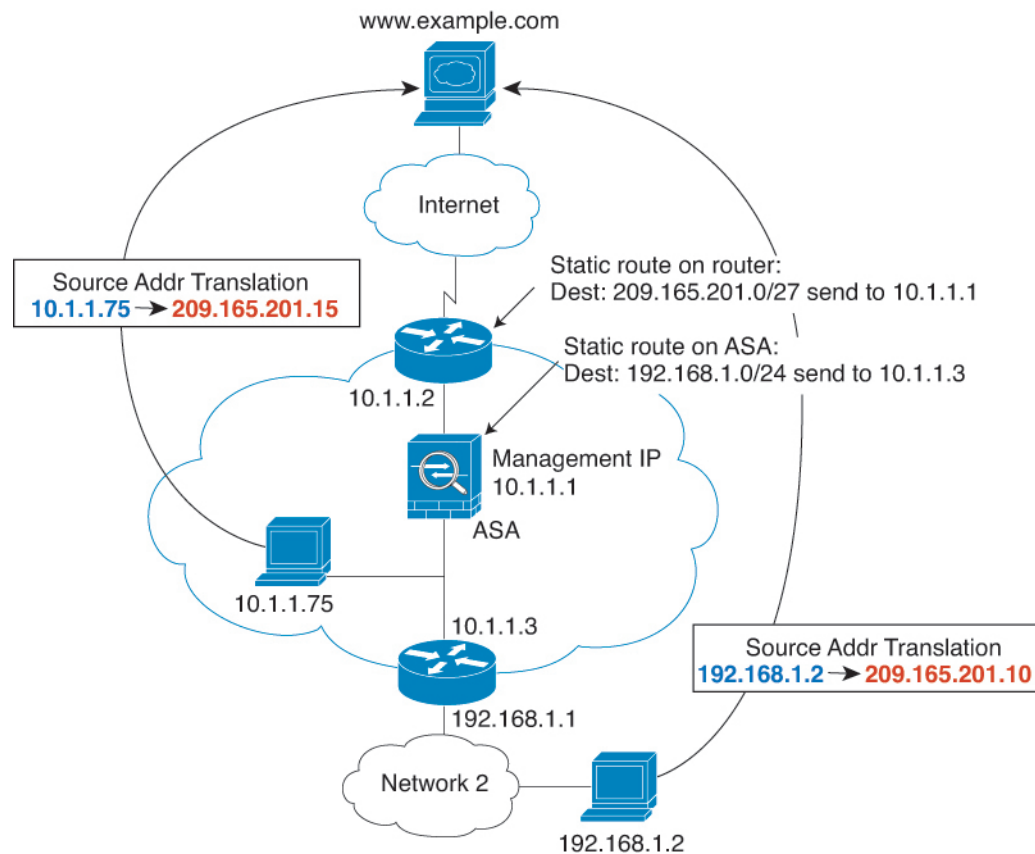 www.example.com
Internet
Source Addr Translation
10.1.1.75 209.165.201.15
Static route on router:
Dest: 209.165.201.0/27 send to 10.1.1.1
Static route on ASA:
Dest: 192.168.1.0/24 send to 10.1.1.3
10.1.1.2
Management IP
10.1.1.1
ASA
10.1.1.75
10.1.1.3
Source Addr Translation
192.168.1.2 209.165.201.10
192.168.1.1
Network 2
192.168.1.2